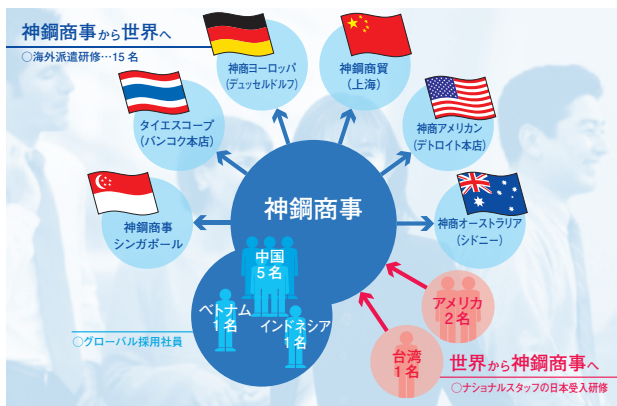 神鋼商事から世界へ
○海外派遣研修…15名
神商ヨーロッパ
(デュッセルドルフ)
神鋼商貿
(上海)
タイエスコープ
(バンコク本店)
神商アメリカン
(デトロイト本店)
神鋼商事
シンガポール
神鋼商事
神商オーストラリア
(シドニー)
中国
5名
ベトナム
1名
インドネシア
1名
○グローバル採用社員
アメリカ
2名
台湾
1名
世界から神鋼商事へ
○ナショナルスタッフの日本受入研修